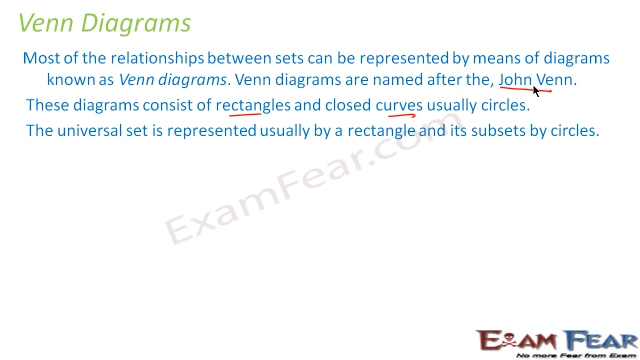 Venn Diagrams
Most of the relationships between sets can be represented by means of diagrams
known as Venn diagrams. Venn diagrams are named after the, John Venn.
These diagrams consist of rectangles and closed curves usually circles.
The universal set is represented usually by a rectangle and its subsets by circles.
ExamFear.com
EXAM FEAR
No more Fear from Exam